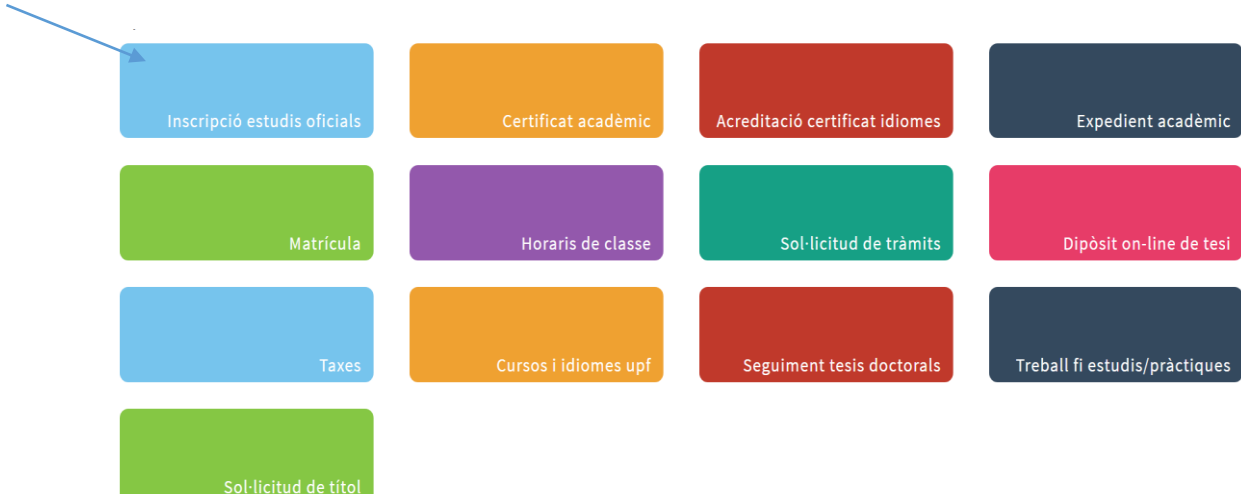 Inscripció estudis oficials
Certificat acadèmic
Acreditació certificat idiomes
Expedient acadèmic
Matrícula
Horaris de classe
Sol·licitud de tràmits
Dipòsit on-line de tesi
Taxes
Cursos i idiomes upf
Seguiment tesis doctorals
Treball fi estudis/pràctiques
Sol·licitud de títol